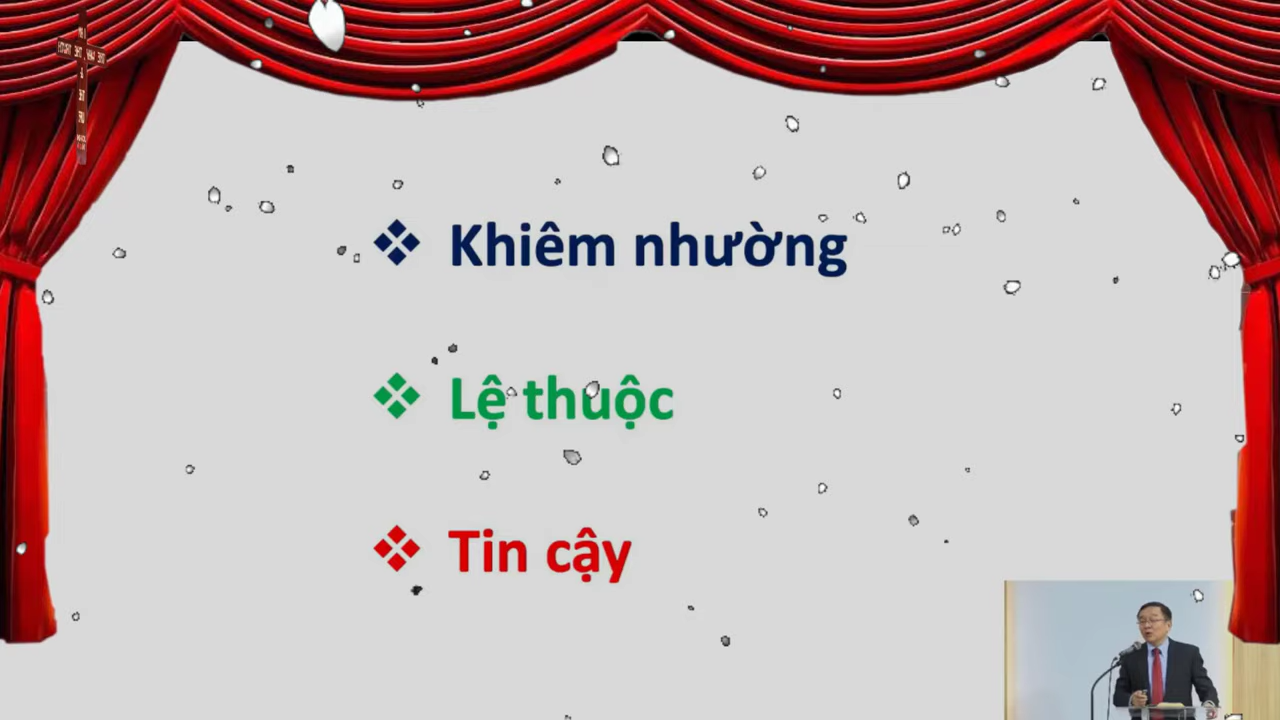 Khiêm nhường
Lệ thuộc
Tin cậy